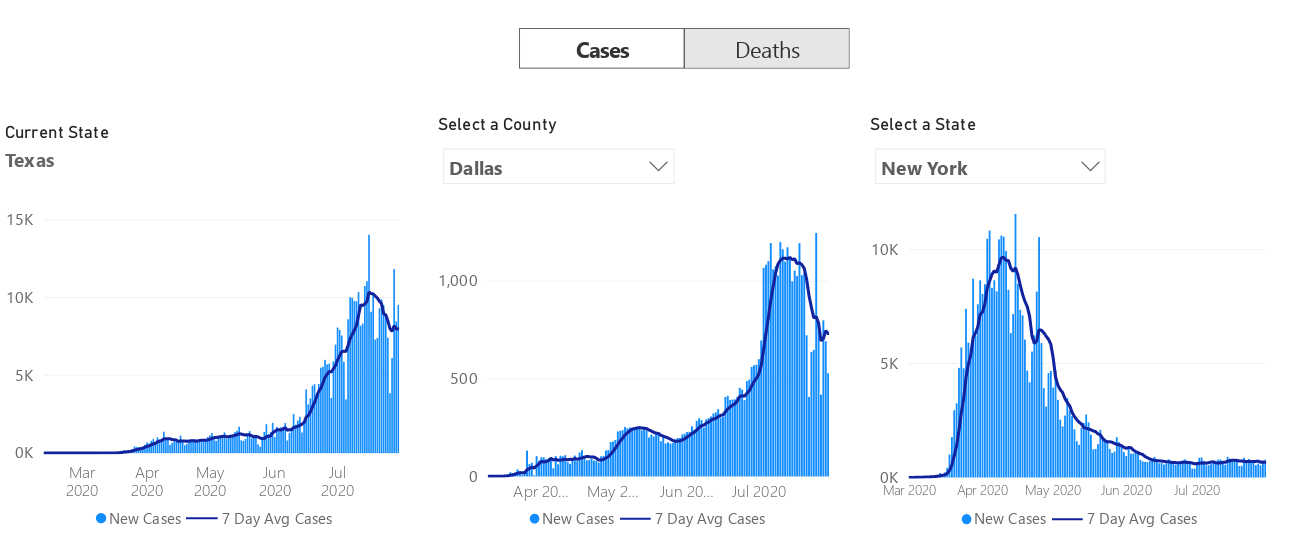 Cases Deaths
Current State
Texas
Select a County
Dallas
Select a State
New York
15K
10K
5K
0K
Mar 2020
Apr 2020
May 2020
Jun 2020
Jul 2020
New Cases 7 Day Avg Cases
1,000
500
0
Apr 20... May 2... Jun 20... Jul 2020
New Cases 7 Day Avg Cases
10K
5K
0K
Mar 2020 Apr 2020 May 2020 Jun 2020 Jul 2020
New Cases 7 Day Avg Cases